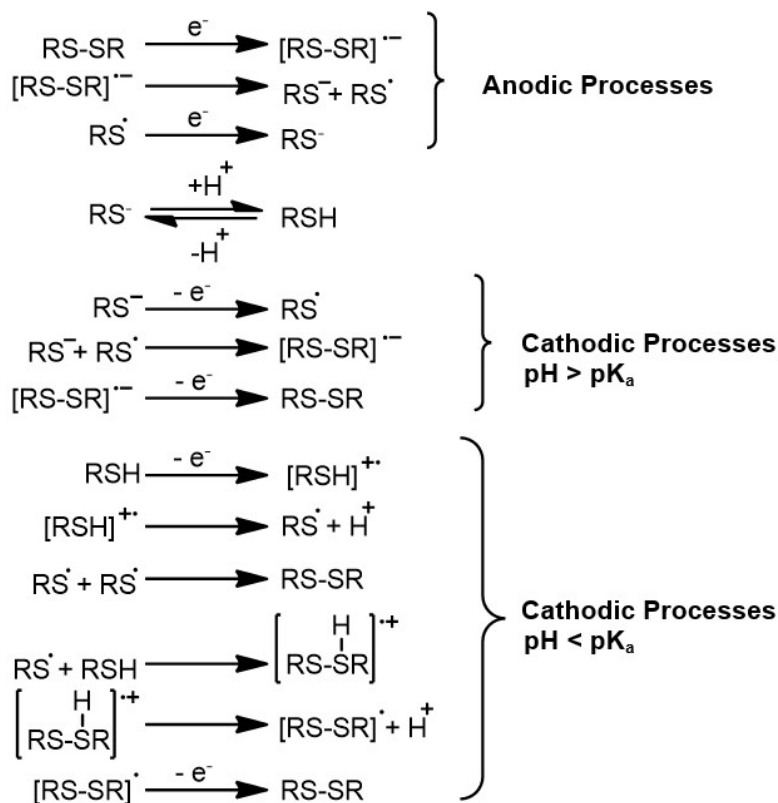 e⁻
RS-SR → [RS-SR]•−
[RS-SR]•− → RS− + RS•
e⁻
RS• → RS⁻
Anodic Processes
+H⁺
RS⁻ ⇌ RSH
-H⁺
- e⁻
RS− → RS•
RS− + RS• → [RS-SR]•−
- e⁻
[RS-SR]•− → RS-SR
Cathodic Processes
pH > pKₐ
- e⁻
RSH → [RSH]+•
[RSH]+• → RS• + H⁺
RS• + RS• → RS-SR
H
RS• + RSH → [RS-SR]•+
H
[RS-SR]•+ → [RS-SR]• + H⁺
- e⁻
[RS-SR]• → RS-SR
Cathodic Processes
pH < pKₐ